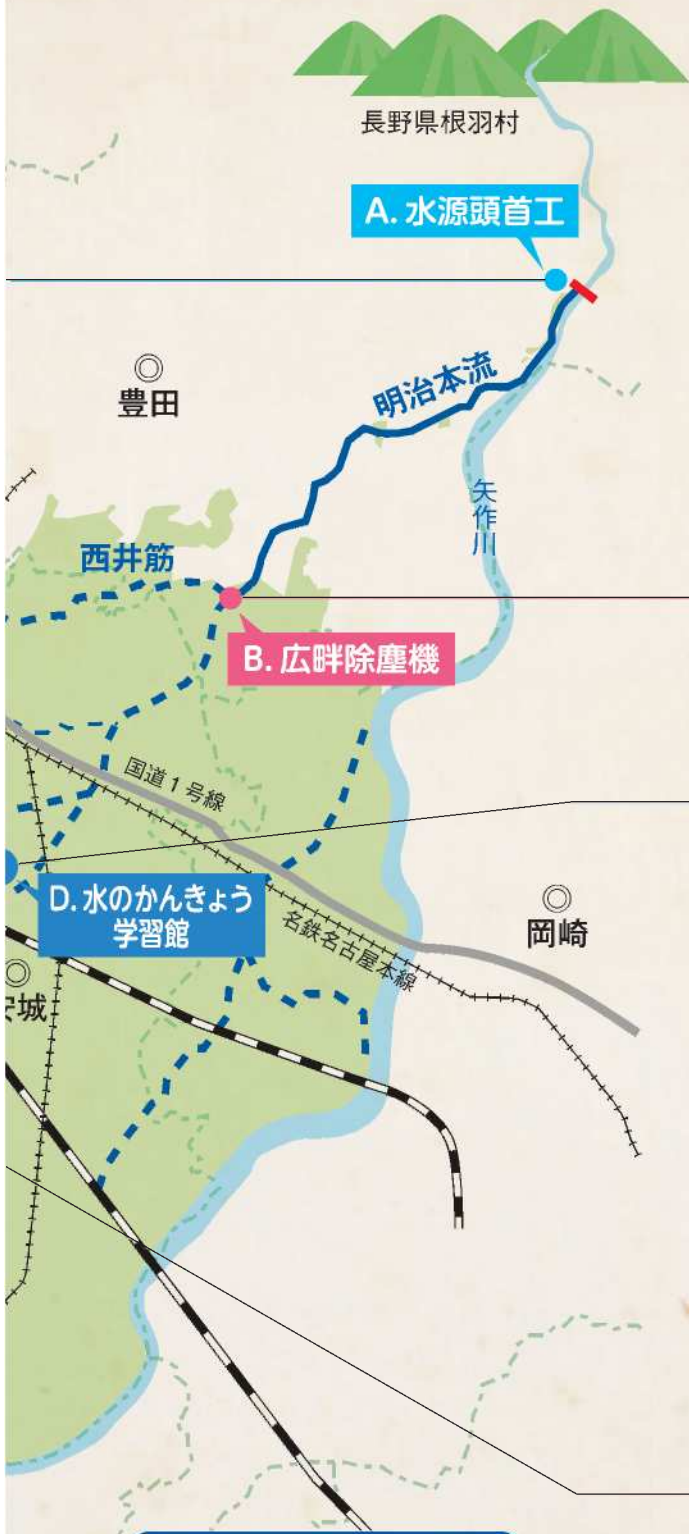 長野県根羽村
A. 水源頭首工
豊田
明治本流
矢作川
西井筋
B. 広畔除塵機
国道1号線
D. 水のかんきょう
学習館
名鉄名古屋本線
岡崎
安城